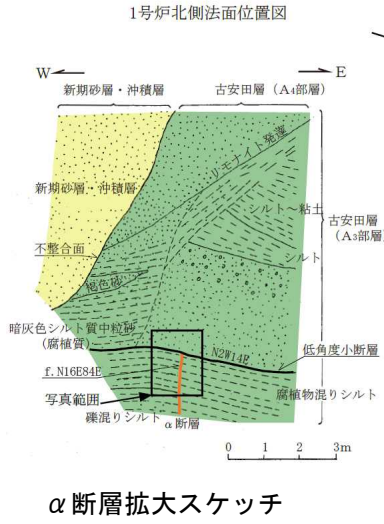 1号炉北側法面位置図
W E
新期砂層・沖積層 古安田層（A4部層）
リモナイト発達
シルト～粘土
新期砂層・沖積層
古安田層
（A3部層）
不整合面
シルト
褐色砂
暗灰色シルト質中粒砂
（腐植質）
N2W14E
低角度小断層
f. N16E84E
腐植物混りシルト
写真範囲
礫混りシルト
α断層
0 1 2 3m
α断層拡大スケッチ